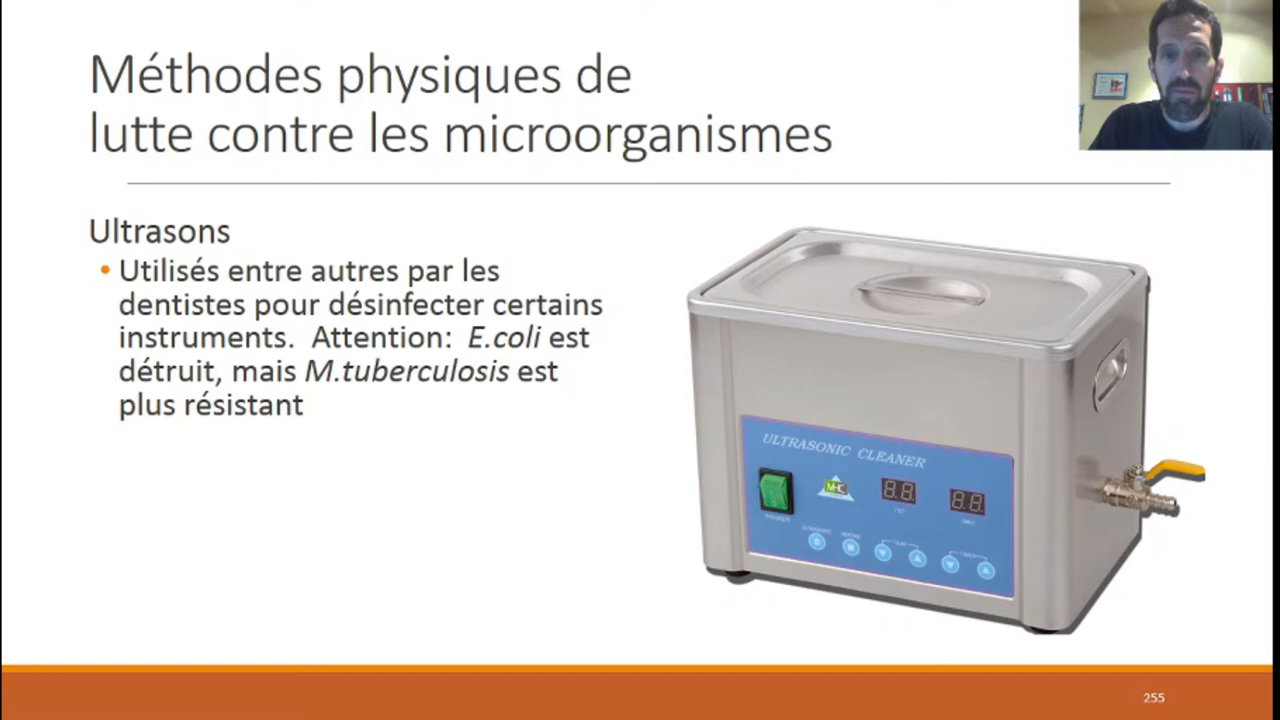 Méthodes physiques de
lutte contre les microorganismes
Ultrasons
• Utilisés entre autres par les
dentistes pour désinfecter certains
instruments. Attention: E.coli est
détruit, mais M.tuberculosis est
plus résistant
ULTRASONIC CLEANER
POWER
255